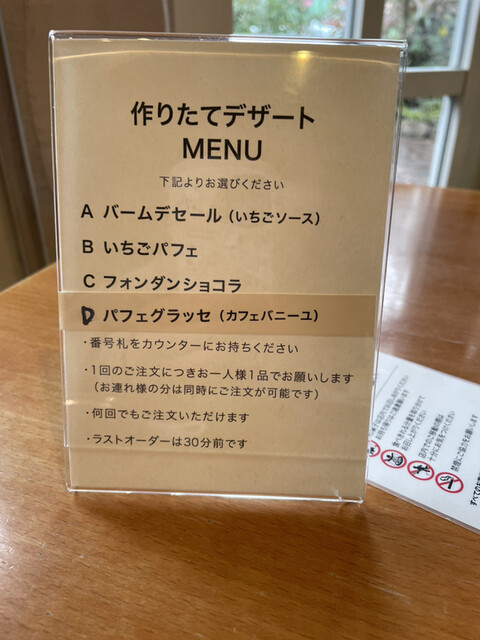 作りたてデザート
MENU
下記よりお選びください
A バームデセール（いちごソース）
B いちごパフェ
C フォンダンショコラ
D パフェグラッセ（カフェバニーユ）
・番号札をカウンターにお持ちください
・1回のご注文につきお一人様1品でお願いします
（お連れ様の分は同時にご注文が可能です）
・何回でもご注文いただけます
・ラストオーダーは30分前です